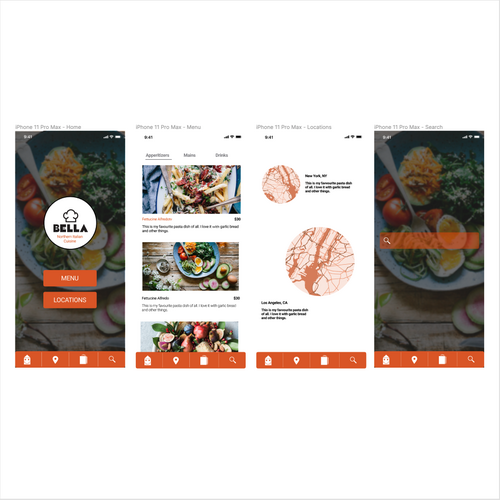 iPhone 11 Pro Max - Home
9:41
BELLA
Northern Italian
Cuisine
MENU
LOCATIONS
iPhone 11 Pro Max - Menu
9:41
Appetizers Mains Drinks
Fettucine Alfredo $30
This is my favourite pasta dish
of all. I love it with garlic bread
and other things.
Fettucine Alfredo $30
This is my favourite pasta dish
of all. I love it with garlic bread
and other things.
iPhone 11 Pro Max - Locations
9:41
New York, NY
This is my favourite pasta dish
of all. I love it with garlic bread
and other things.
Los Angeles, CA
This is my favourite pasta dish
of all. I love it with garlic bread
and other things.
iPhone 11 Pro Max - Search
9:41